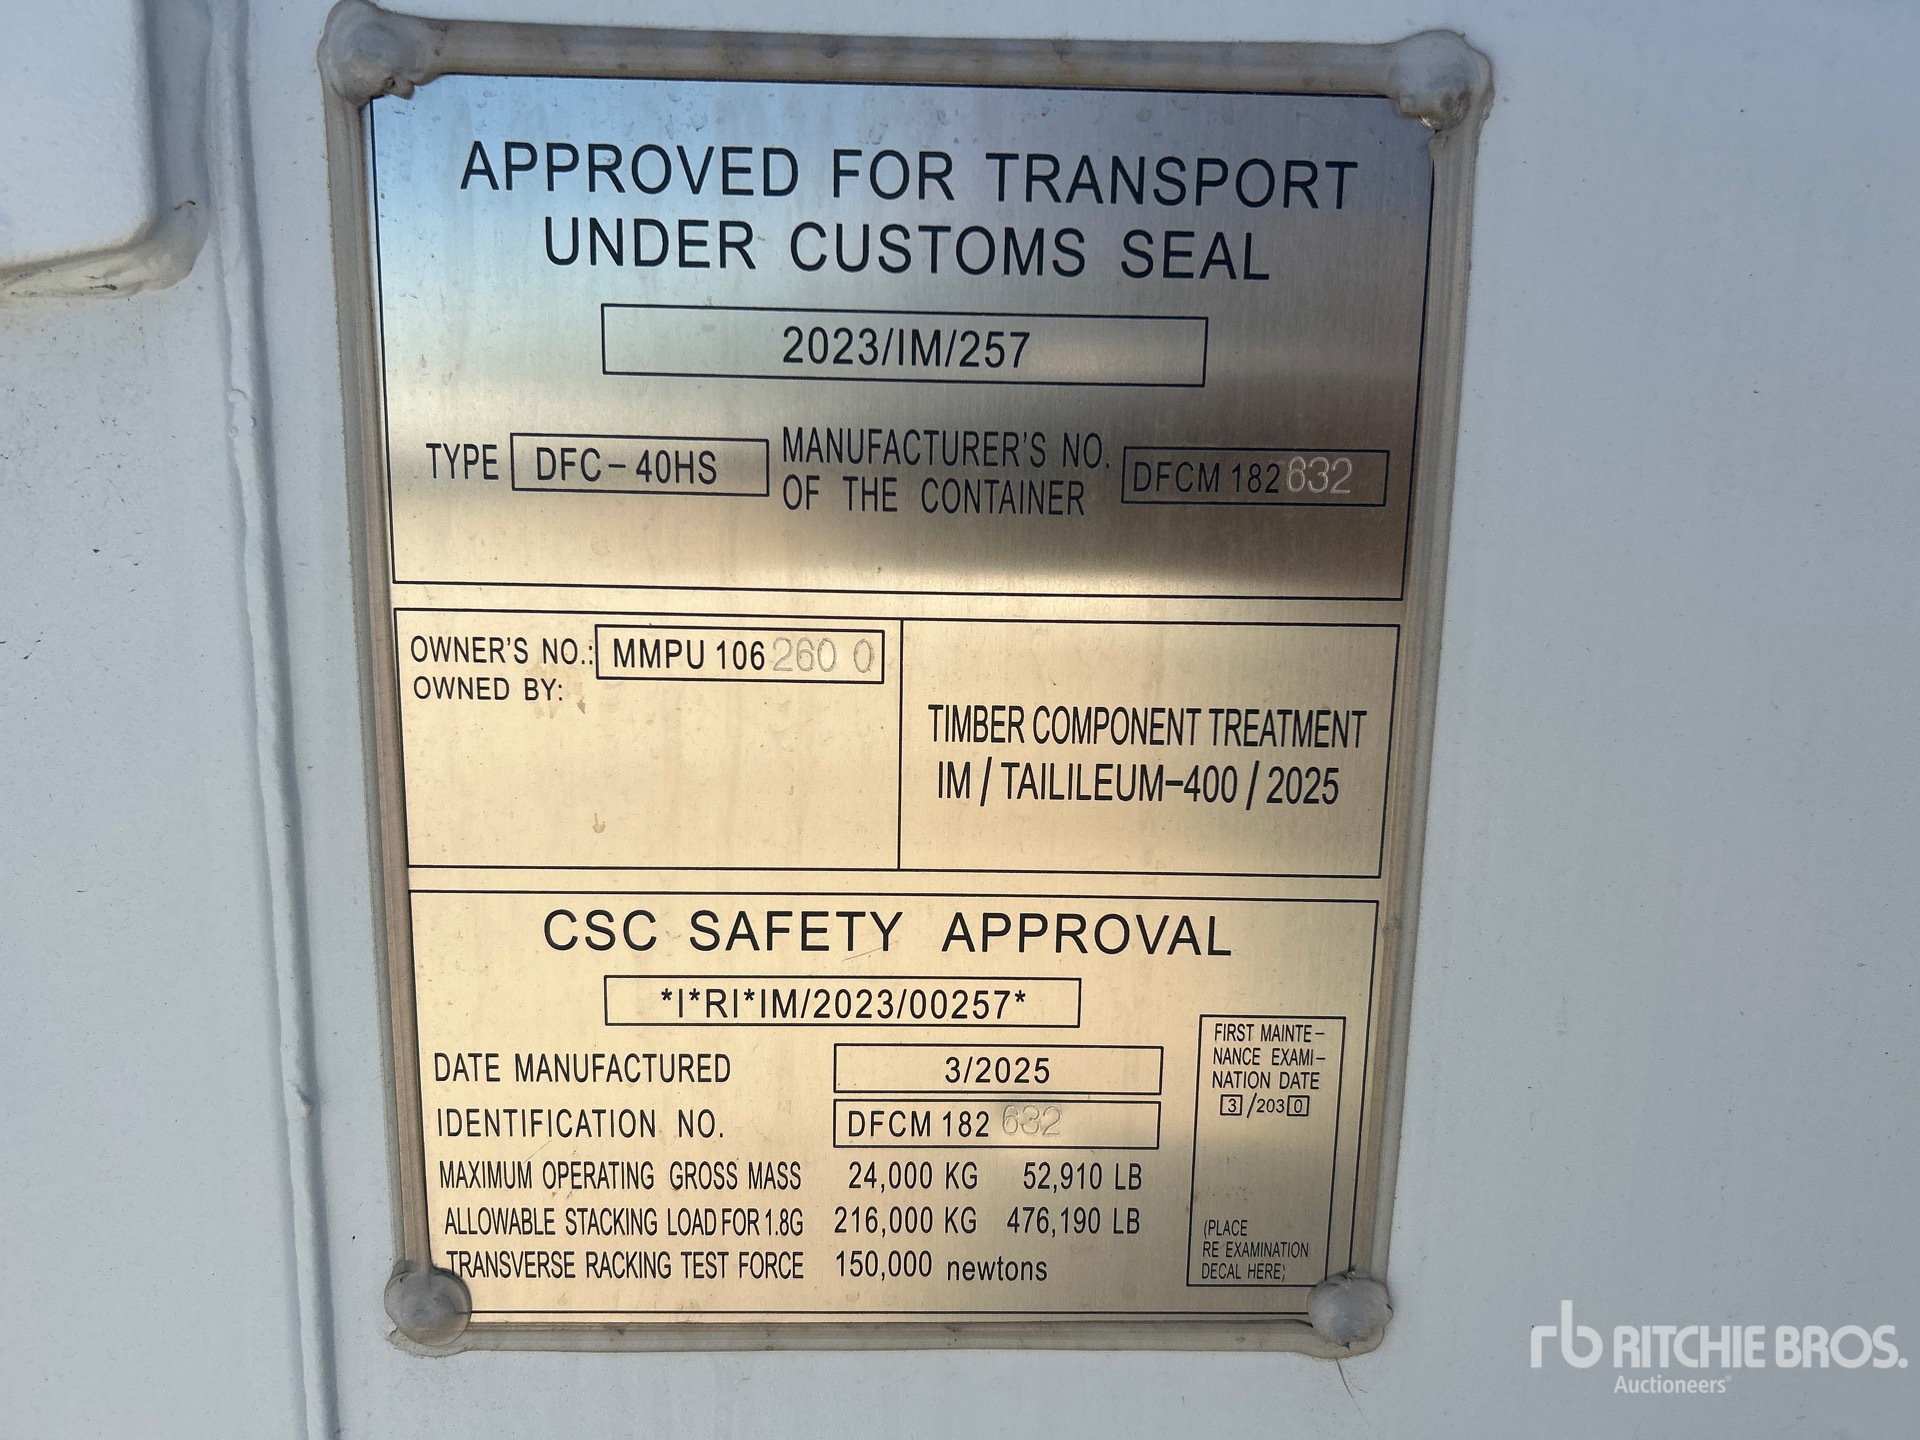 APPROVED FOR TRANSPORT
UNDER CUSTOMS SEAL
2023/IM/257
TYPE DFC-40HS MANUFACTURER'S NO. OF THE CONTAINER DFCM 182632
OWNER'S NO.: MMPU 106260 0
OWNED BY:
TIMBER COMPONENT TREATMENT
IM / TAILILEUM-400 / 2025
CSC SAFETY APPROVAL
*I*RI*IM/2023/00257*
DATE MANUFACTURED 3/2025
IDENTIFICATION NO. DFCM 182 632
MAXIMUM OPERATING GROSS MASS 24,000 KG 52,910 LB
ALLOWABLE STACKING LOAD FOR 1.8G 216,000 KG 476,190 LB
TRANSVERSE RACKING TEST FORCE 150,000 newtons
FIRST MAINTE-
NANCE EXAMI-
NATION DATE
3/2030
(PLACE
RE EXAMINATION
DECAL HERE)
rb RITCHIE BROS.
Auctioneers